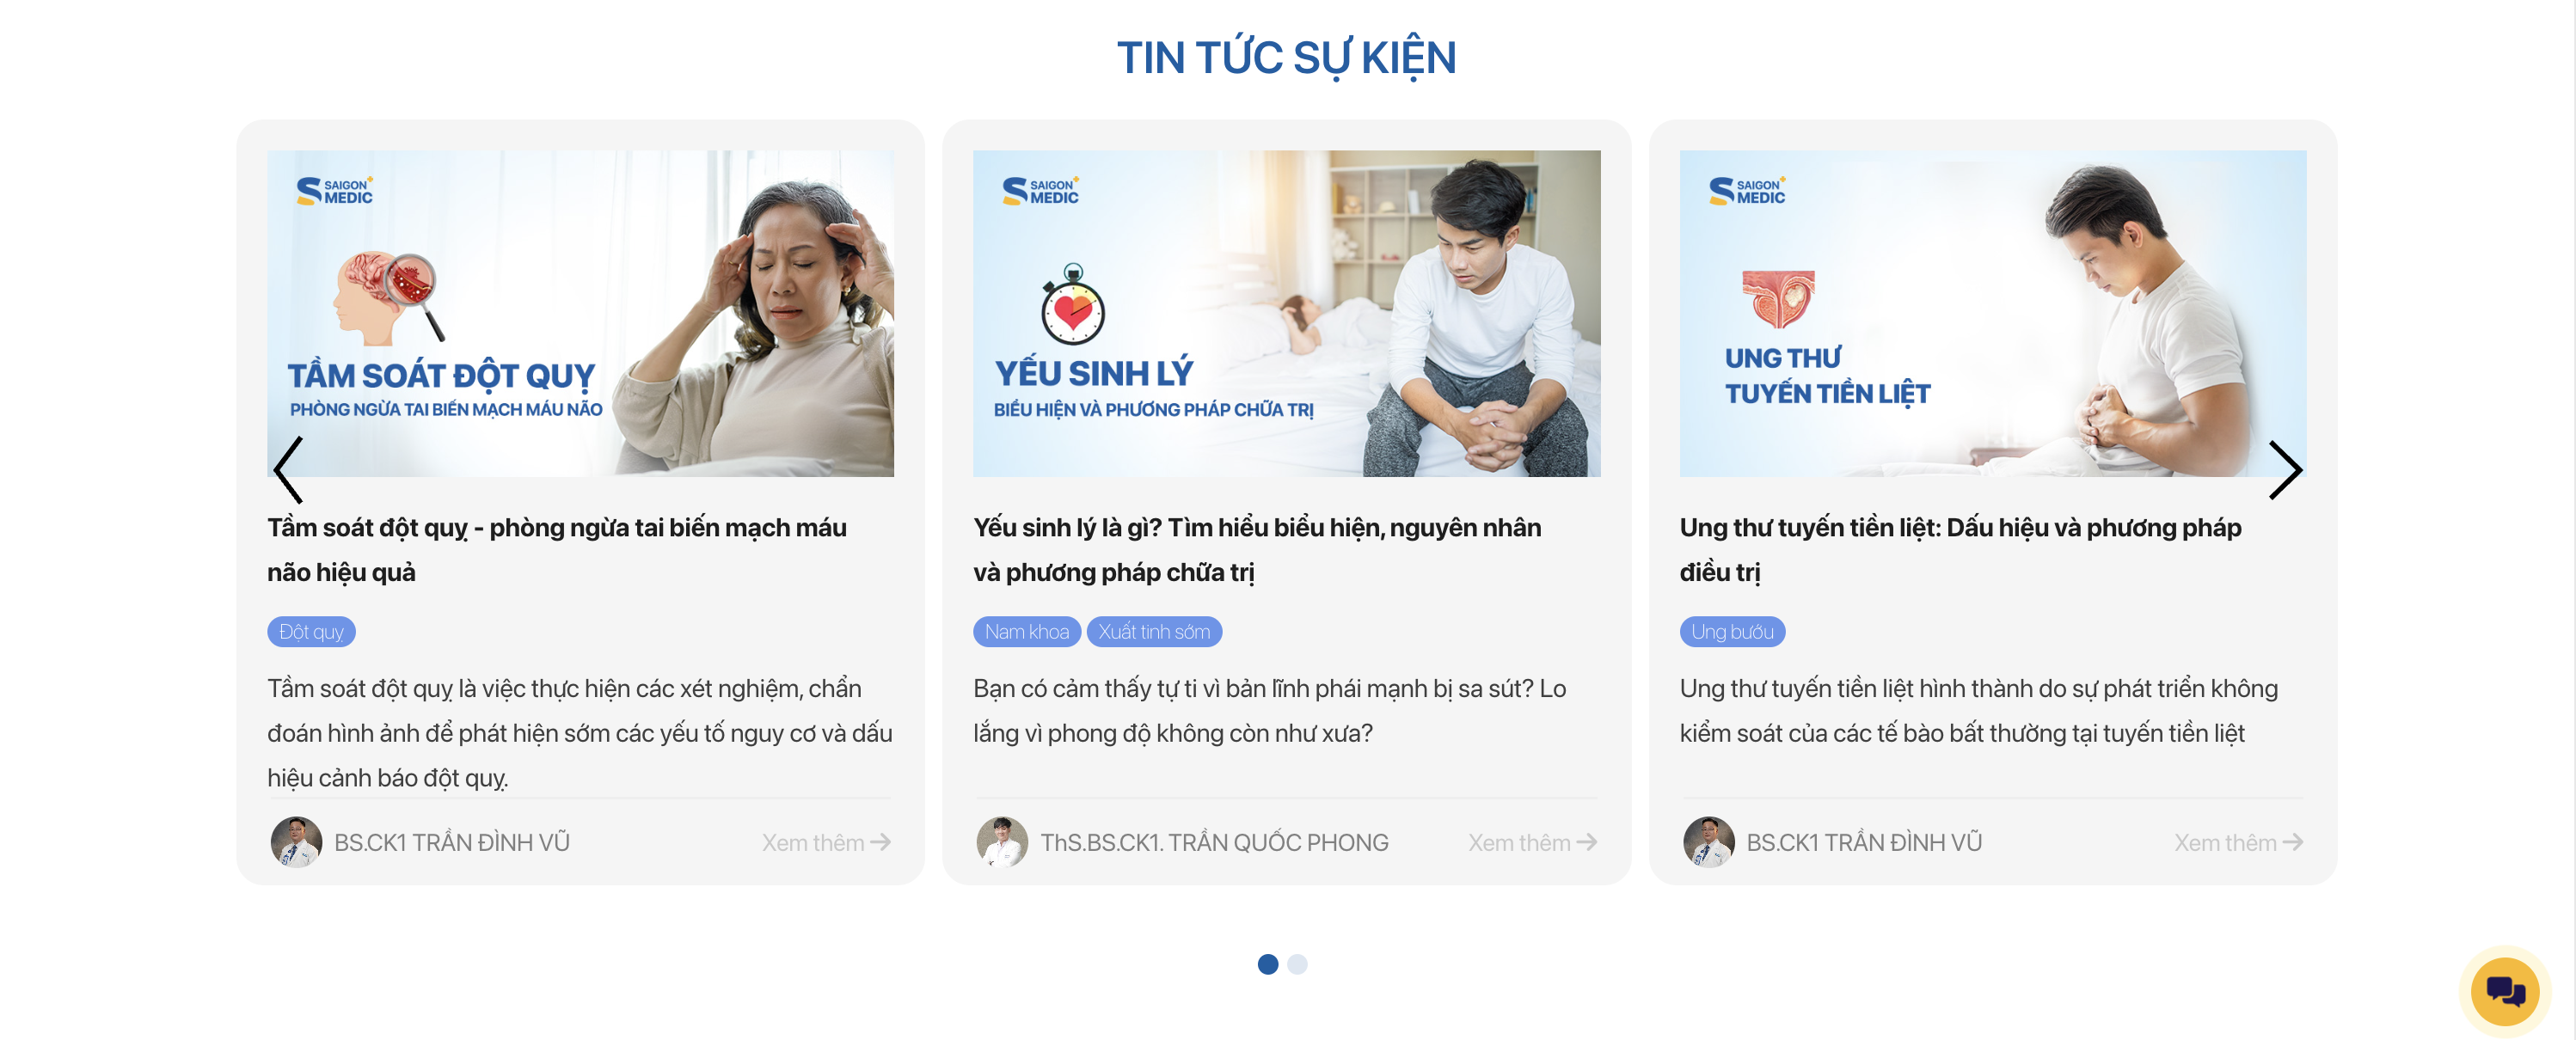 TIN TỨC SỰ KIỆN
SAIGON
MEDIC
TẦM SOÁT ĐỘT QUỴ
PHÒNG NGỪA TAI BIẾN MẠCH MÁU NÃO
Tầm soát đột quỵ - phòng ngừa tai biến mạch máu
não hiệu quả
Đột quỵ
Tầm soát đột quỵ là việc thực hiện các xét nghiệm, chẩn
đoán hình ảnh để phát hiện sớm các yếu tố nguy cơ và dấu
hiệu cảnh báo đột quỵ.
BS.CK1 TRẦN ĐÌNH VŨ
Xem thêm
SAIGON
MEDIC
YẾU SINH LÝ
BIỂU HIỆN VÀ PHƯƠNG PHÁP CHỮA TRỊ
Yếu sinh lý là gì? Tìm hiểu biểu hiện, nguyên nhân
và phương pháp chữa trị
Nam khoa
Xuất tinh sớm
Bạn có cảm thấy tự ti vì bản lĩnh phái mạnh bị sa sút? Lo
lắng vì phong độ không còn như xưa?
ThS.BS.CK1. TRẦN QUỐC PHONG
Xem thêm
SAIGON
MEDIC
UNG THƯ
TUYẾN TIỀN LIỆT
Ung thư tuyến tiền liệt: Dấu hiệu và phương pháp
điều trị
Ung bướu
Ung thư tuyến tiền liệt hình thành do sự phát triển không
kiểm soát của các tế bào bất thường tại tuyến tiền liệt
BS.CK1 TRẦN ĐÌNH VŨ
Xem thêm